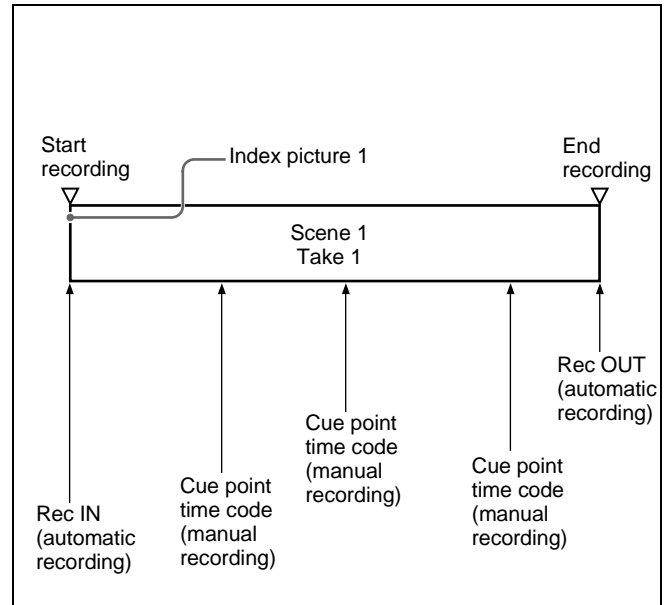 Start
recording
Index picture 1
End
recording
Scene 1
Take 1
Rec OUT
(automatic
recording)
Cue point
time code
(manual
recording)
Cue point
time code
(manual
recording)
Cue point
time code
(manual
recording)
Rec IN
(automatic
recording)